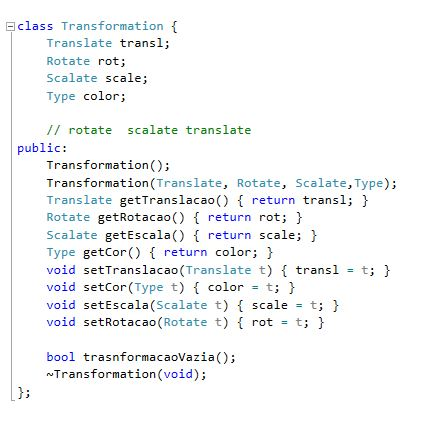 class Transformation {
    Translate transl;
    Rotate rot;
    Scalate scale;
    Type color;

    // rotate  scalate translate
public:
    Transformation();
    Transformation(Translate, Rotate, Scalate,Type);
    Translate getTranslacao() { return transl; }
    Rotate getRotacao() { return rot; }
    Scalate getEscala() { return scale; }
    Type getCor() { return color; }
    void setTranslacao(Translate t) { transl = t; }
    void setCor(Type t) { color = t; }
    void setEscala(Scalate t) { scale = t; }
    void setRotacao(Rotate t) { rot = t; }

    bool trasnformacaoVazia();
    ~Transformation(void);
};